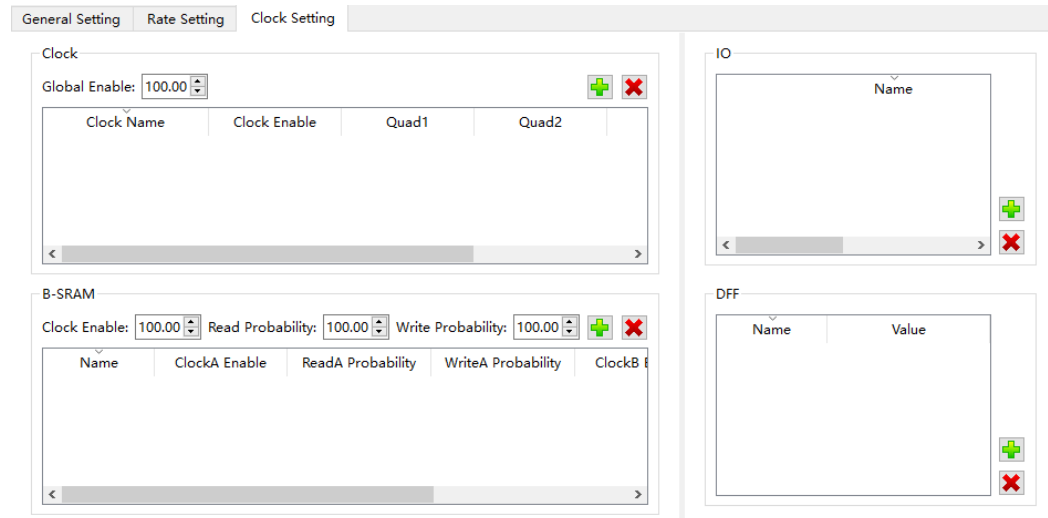 General Setting Rate Setting Clock Setting
Clock
Global Enable: 100.00
Clock Name Clock Enable Quad1 Quad2
IO
Name
B-SRAM
Clock Enable: 100.00 Read Probability: 100.00 Write Probability: 100.00
Name ClockA Enable ReadA Probability WriteA Probability ClockB
DFF
Name Value